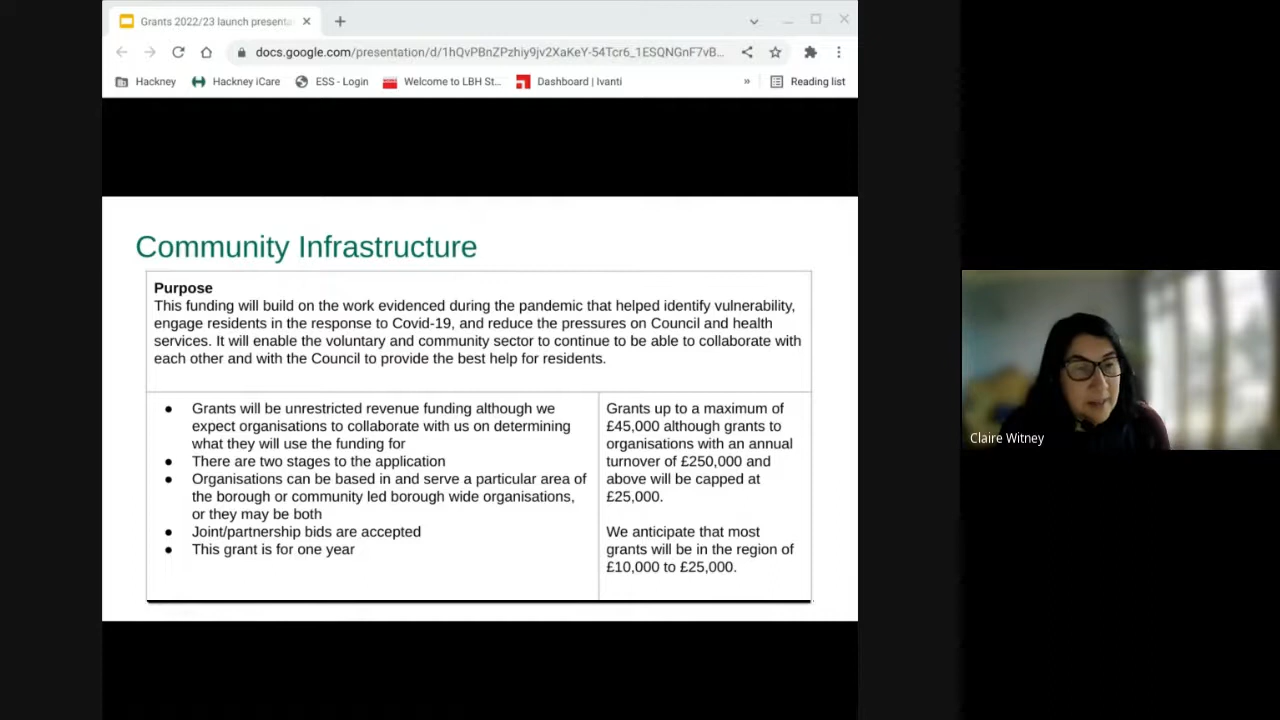 Grants 2022/23 launch presenta
docs.google.com/presentation/d/1hQvPBnZPzhiy9jv2XaKeY-54Tcr6_1ESQNGnF7vB...
Hackney
Hackney iCare
ESS - Login
Welcome to LBH St...
Dashboard | Ivanti
»
Reading list
Community Infrastructure
Purpose
This funding will build on the work evidenced during the pandemic that helped identify vulnerability,
engage residents in the response to Covid-19, and reduce the pressures on Council and health
services. It will enable the voluntary and community sector to continue to be able to collaborate with
each other and with the Council to provide the best help for residents.
● Grants will be unrestricted revenue funding although we
expect organisations to collaborate with us on determining
what they will use the funding for
● There are two stages to the application
● Organisations can be based in and serve a particular area of
the borough or community led borough wide organisations,
or they may be both
● Joint/partnership bids are accepted
● This grant is for one year
Grants up to a maximum of
£45,000 although grants to
organisations with an annual
turnover of £250,000 and
above will be capped at
£25,000.
We anticipate that most
grants will be in the region of
£10,000 to £25,000.
Claire Witney